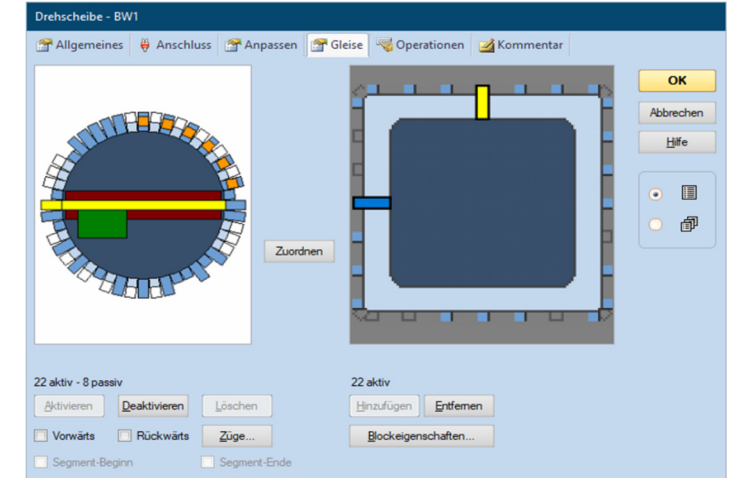 Drehscheibe - BW1
Allgemeines Anschluss Anpassen Gleise Operationen Kommentar
OK
Abbrechen
Hilfe
Zuordnen
22 aktiv - 8 passiv
22 aktiv
Aktivieren Deaktivieren Löschen
Hinzufügen Entfernen
Vorwärts Rückwärts Züge...
Blockeigenschaften...
Segment-Beginn Segment-Ende